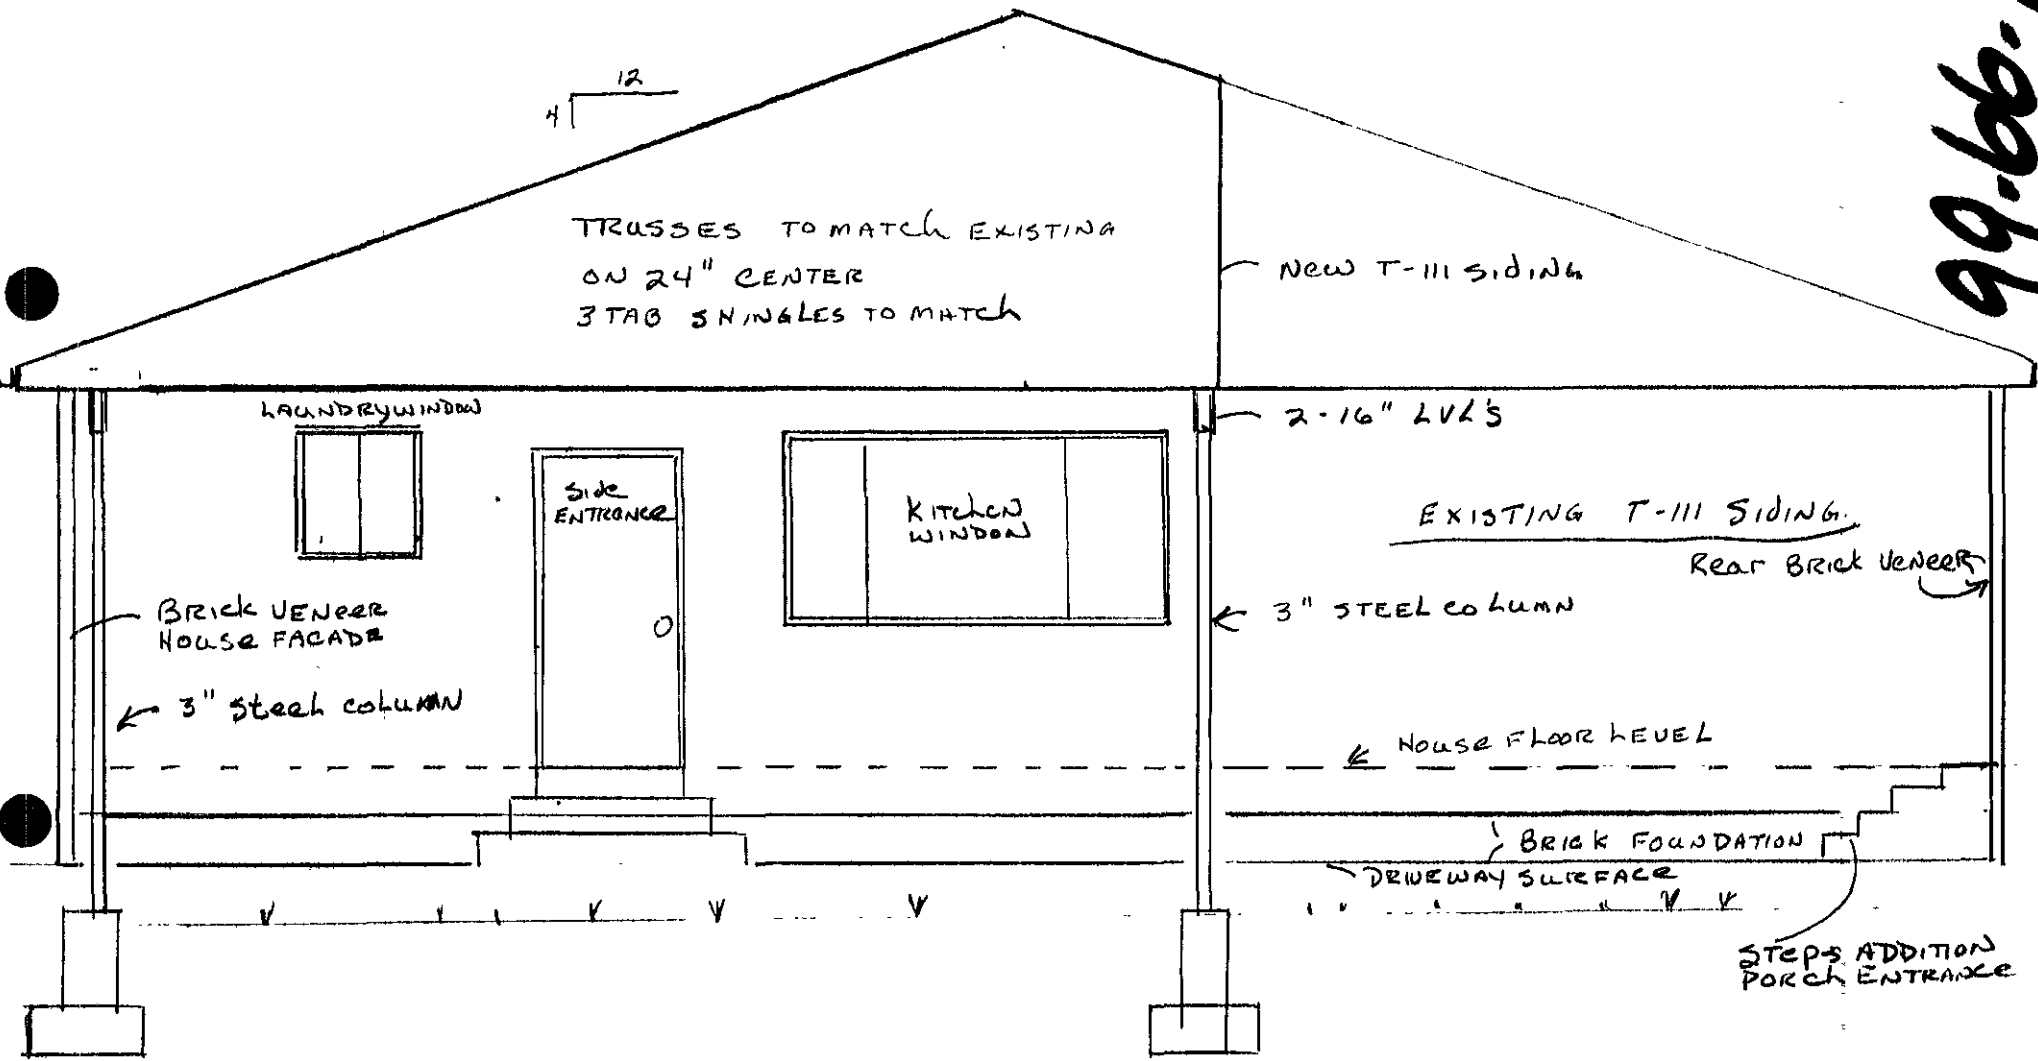 12
4
TRUSSES TO MATCH EXISTING
ON 24" CENTER
3 TAB SHINGLES TO MATCH
NEW T-111 SIDING
LAUNDRY WINDOW
2-16" LVL'S
SIDE
ENTRANCE
KITCHEN
WINDOW
EXISTING T-111 SIDING.
REAR BRICK VENEER
BRICK VENEER
HOUSE FACADE
3" STEEL COLUMN
3" STEEL COLUMN
HOUSE FLOOR LEVEL
BRICK FOUNDATION
DRIVEWAY SURFACE
STEPS ADDITION
PORCH ENTRANCE